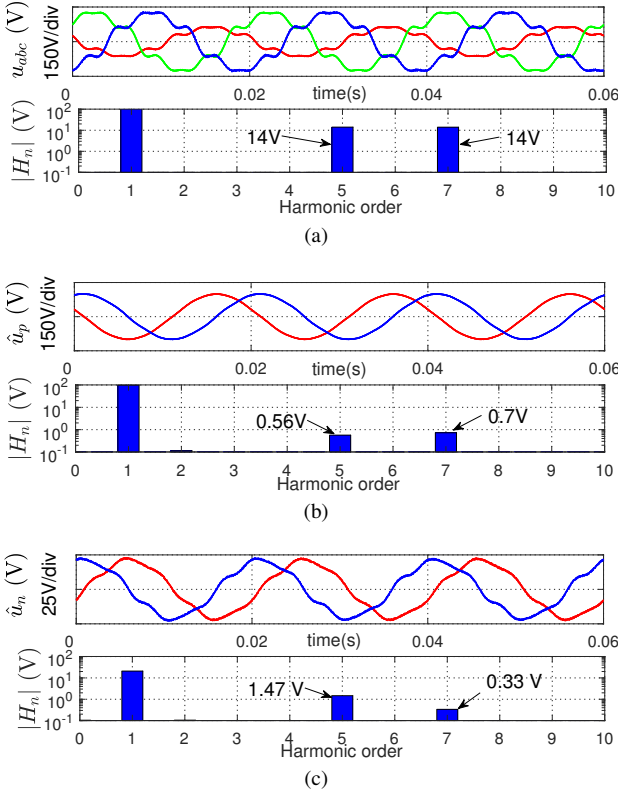 u_abc (V)
150V/div
0 0.02 0.04 0.06
time(s)
|H_n| (V)
10^2
10^1
10^0
10^-1
14V 14V
0 1 2 3 4 5 6 7 8 9 10
Harmonic order
(a)
û_p (V)
150V/div
0 0.02 0.04 0.06
time(s)
|H_n| (V)
10^2
10^1
10^0
10^-1
0.56V 0.7V
0 1 2 3 4 5 6 7 8 9 10
Harmonic order
(b)
û_n (V)
25V/div
0 0.02 0.04 0.06
time(s)
|H_n| (V)
10^2
10^1
10^0
10^-1
1.47 V 0.33 V
0 1 2 3 4 5 6 7 8 9 10
Harmonic order
(c)